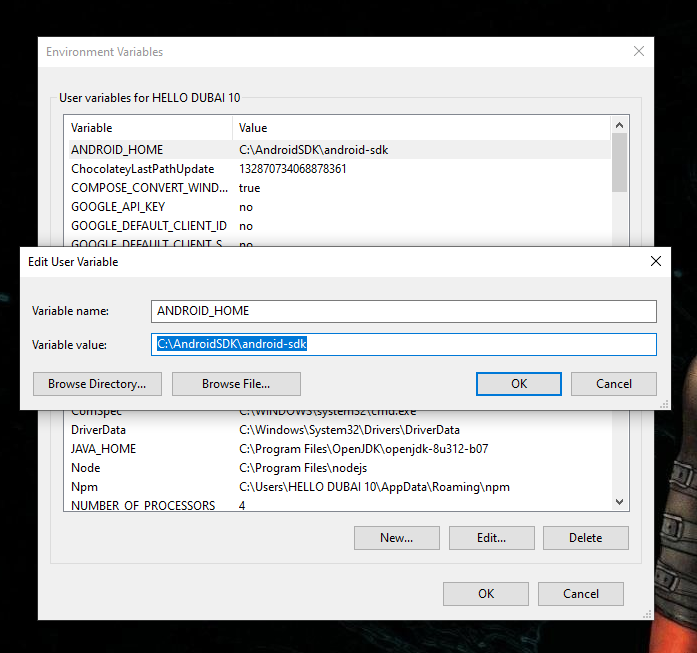 Environment Variables
User variables for HELLO DUBAI 10
Variable Value
ANDROID_HOME C:\AndroidSDK\android-sdk
ChocolateyLastPathUpdate 132870734068878361
COMPOSE_CONVERT_WIND... true
GOOGLE_API_KEY no
GOOGLE_DEFAULT_CLIENT_ID no
GOOGLE_DEFAULT_CLIENT_S... no
Edit User Variable
Variable name: ANDROID_HOME
Variable value: C:\AndroidSDK\android-sdk
Browse Directory... Browse File... OK Cancel
ComSpec C:\WINDOWS\system32\cmd.exe
DriverData C:\Windows\System32\Drivers\DriverData
JAVA_HOME C:\Program Files\OpenJDK\openjdk-8u312-b07
Node C:\Program Files\nodejs
Npm C:\Users\HELLO DUBAI 10\AppData\Roaming\npm
NUMBER_OF_PROCESSORS 4
New... Edit... Delete
OK Cancel